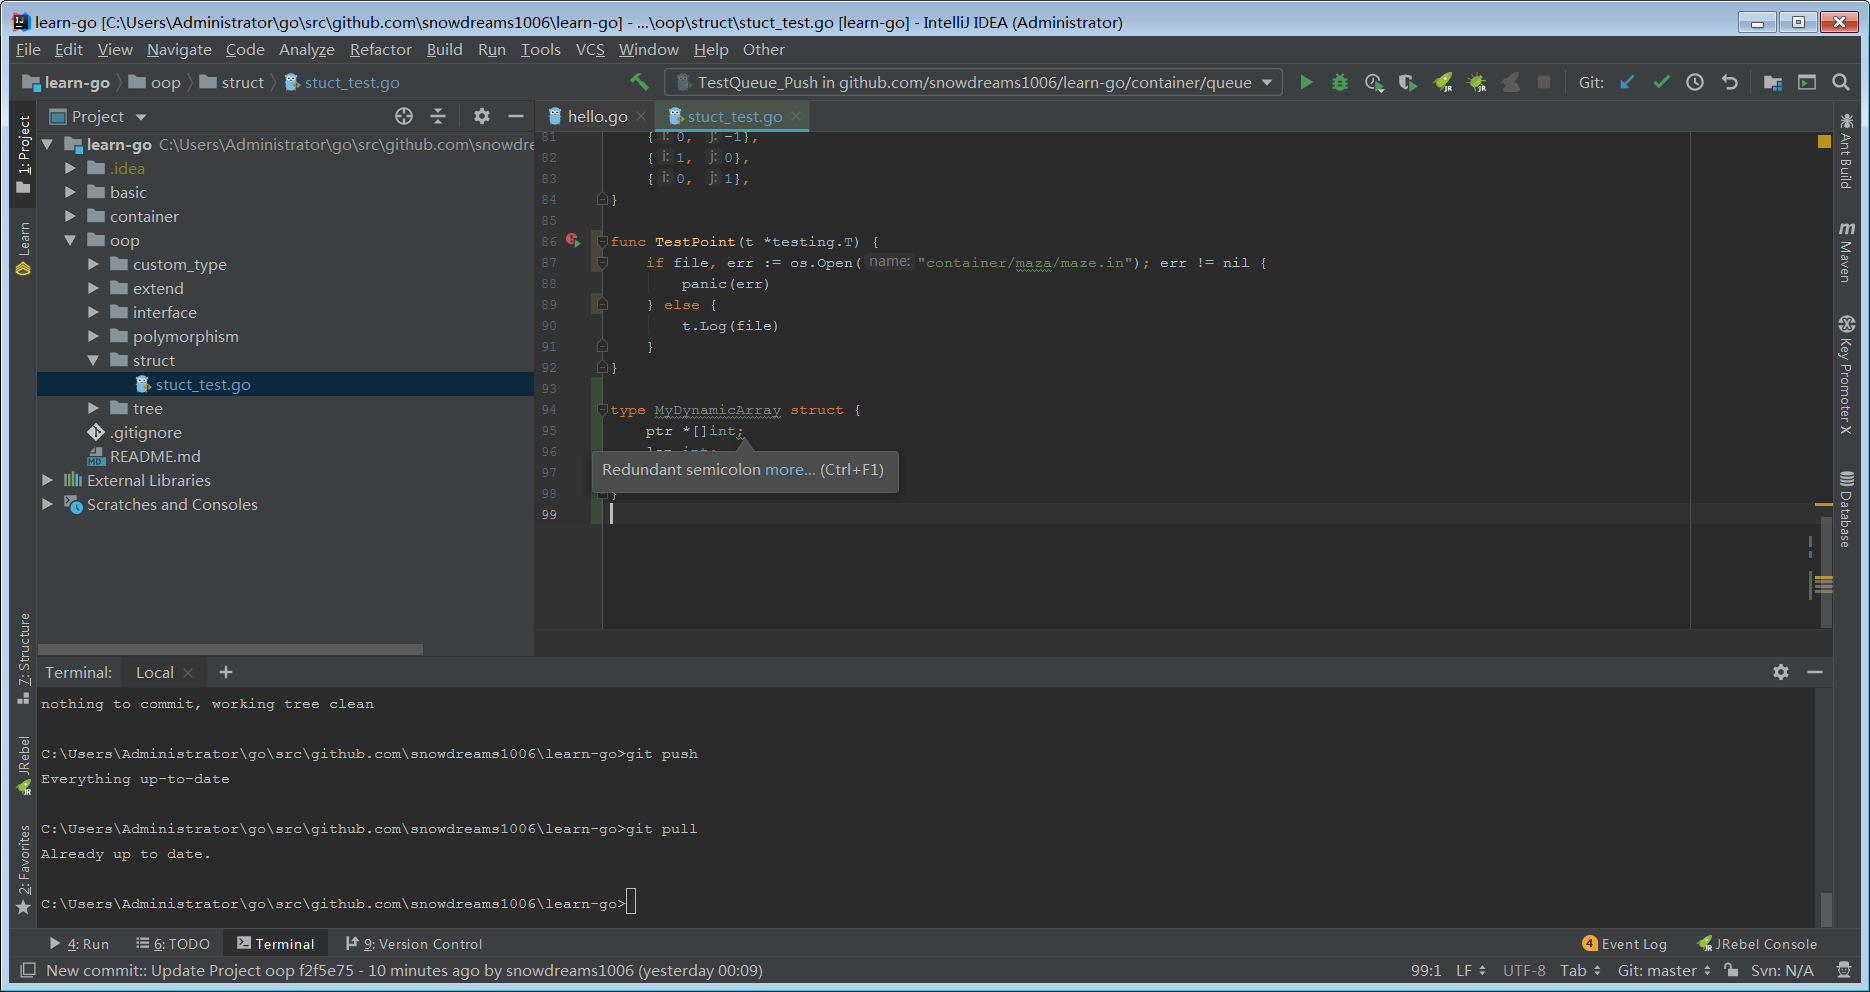 learn-go [C:\Users\Administrator\go\src\github.com\snowdreams1006\learn-go] - ...\oop\struct\stuct_test.go [learn-go] - IntelliJ IDEA (Administrator)
File Edit View Navigate Code Analyze Refactor Build Run Tools VCS Window Help Other
learn-go oop struct stuct_test.go TestQueue_Push in github.com/snowdreams1006/learn-go/container/queue Git:
Project
hello.go stuct_test.go
1: Project
Learn
7: Structure
JRebel
2: Favorites
learn-go C:\Users\Administrator\go\src\github.com\snowdre
.idea
basic
container
oop
custom_type
extend
interface
polymorphism
struct
stuct_test.go
tree
.gitignore
README.md
External Libraries
Scratches and Consoles
81 {i: 0, j: -1},
82 {i: 1, j: 0},
83 {i: 0, j: 1},
84 }
85
86 func TestPoint(t *testing.T) {
87 if file, err := os.Open( name: "container/maza/maze.in"); err != nil {
88 panic(err)
89 } else {
90 t.Log(file)
91 }
92 }
93
94 type MyDynamicArray struct {
95 ptr *[]int;
96
Redundant semicolon more... (Ctrl+F1)
97
98 }
99
Ant Build
m Maven
Key Promoter X
Database
Terminal: Local +
nothing to commit, working tree clean
C:\Users\Administrator\go\src\github.com\snowdreams1006\learn-go>git push
Everything up-to-date
C:\Users\Administrator\go\src\github.com\snowdreams1006\learn-go>git pull
Already up to date.
C:\Users\Administrator\go\src\github.com\snowdreams1006\learn-go>
4: Run 6: TODO Terminal 9: Version Control 4 Event Log JRebel Console
New commit:: Update Project oop f2f5e75 - 10 minutes ago by snowdreams1006 (yesterday 00:09) 99:1 LF UTF-8 Tab Git: master Svn: N/A